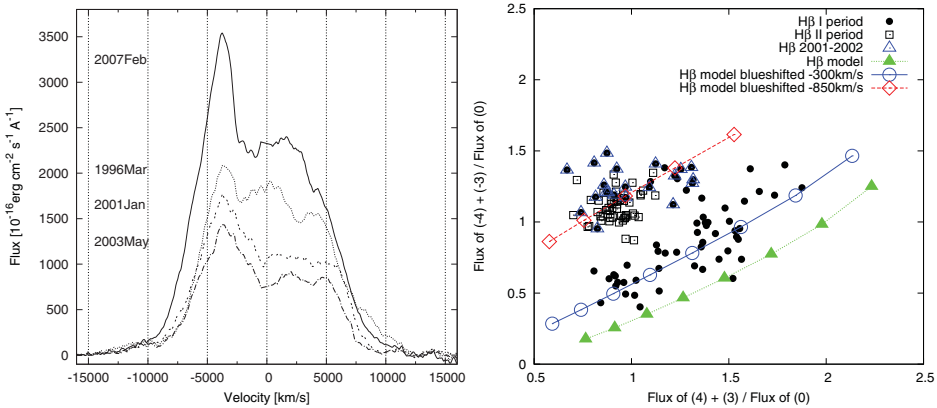 Flux [10⁻¹⁶erg cm⁻² s⁻¹ A⁻¹]
3500
3000
2500
2000
1500
1000
500
0
2007Feb
1996Mar
2001Jan
2003May
-15000 -10000 -5000 0 5000 10000 15000
Velocity [km/s]
Flux of (-4) + (-3) / Flux of (0)
2.5
2
1.5
1
0.5
0
Hβ I period
Hβ II period
Hβ 2001-2002
Hβ model
Hβ model blueshifted -300km/s
Hβ model blueshifted -850km/s
0.5 1 1.5 2 2.5
Flux of (4) + (3) / Flux of (0)